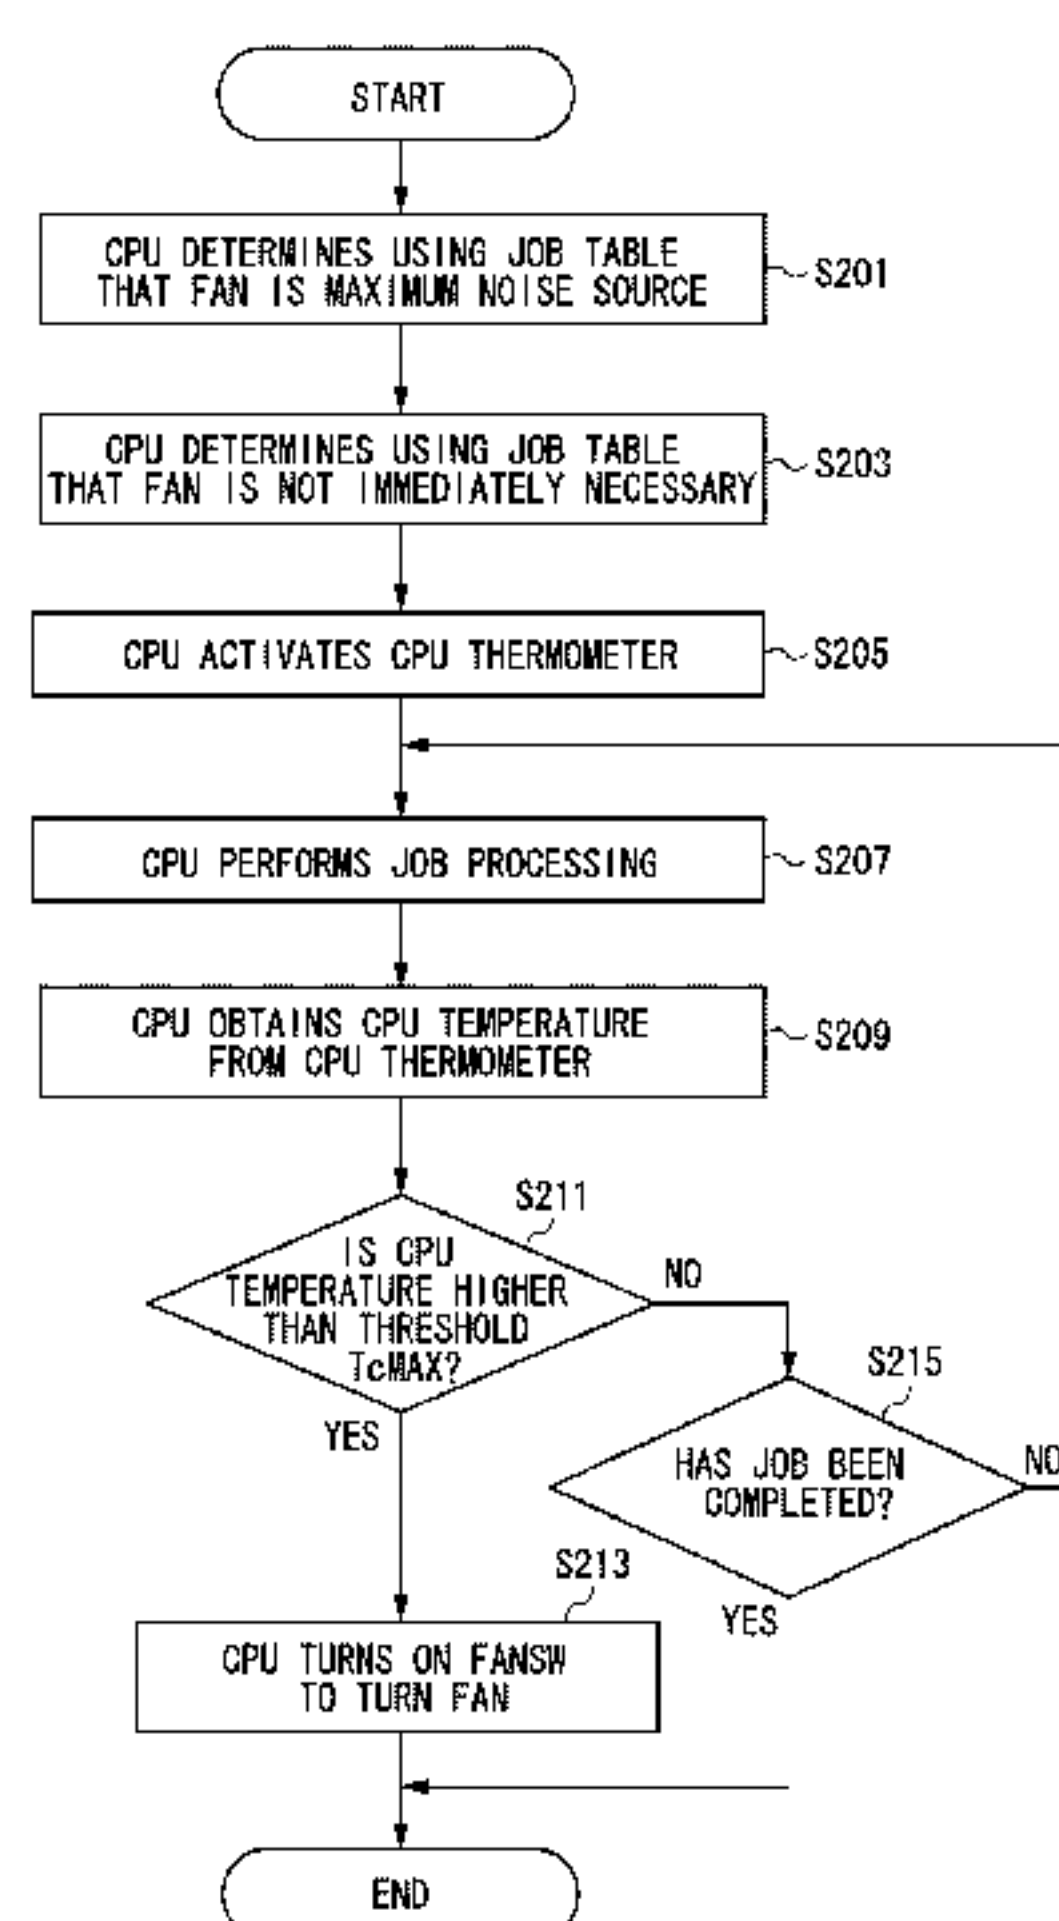 START
CPU DETERMINES USING JOB TABLE
THAT FAN IS MAXIMUM NOISE SOURCE
S201
CPU DETERMINES USING JOB TABLE
THAT FAN IS NOT IMMEDIATELY NECESSARY
S203
CPU ACTIVATES CPU THERMOMETER
S205
CPU PERFORMS JOB PROCESSING
S207
CPU OBTAINS CPU TEMPERATURE
FROM CPU THERMOMETER
S209
S211
IS CPU
TEMPERATURE HIGHER
THAN THRESHOLD
TcMAX?
NO
YES
S215
HAS JOB BEEN
COMPLETED?
NO
YES
S213
CPU TURNS ON FANSW
TO TURN FAN
END